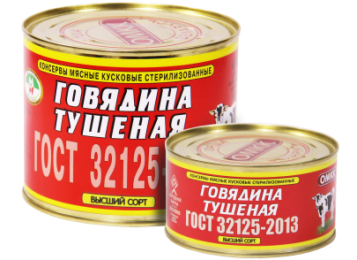 КОНСЕРВЫ МЯСНЫЕ КУСКОВЫЕ СТЕРИЛИЗОВАННЫЕ
ГОВЯДИНА
ТУШЕНАЯ
ГОСТ 32125-
ВЫСШИЙ СОРТ
КОНСЕРВЫ МЯСНЫЕ КУСКОВЫЕ СТЕРИЛИЗОВАННЫЕ
ОМКК
ГОВЯДИНА
ТУШЕНАЯ
ГОСТ 32125-2013
ВЫСШИЙ СОРТ